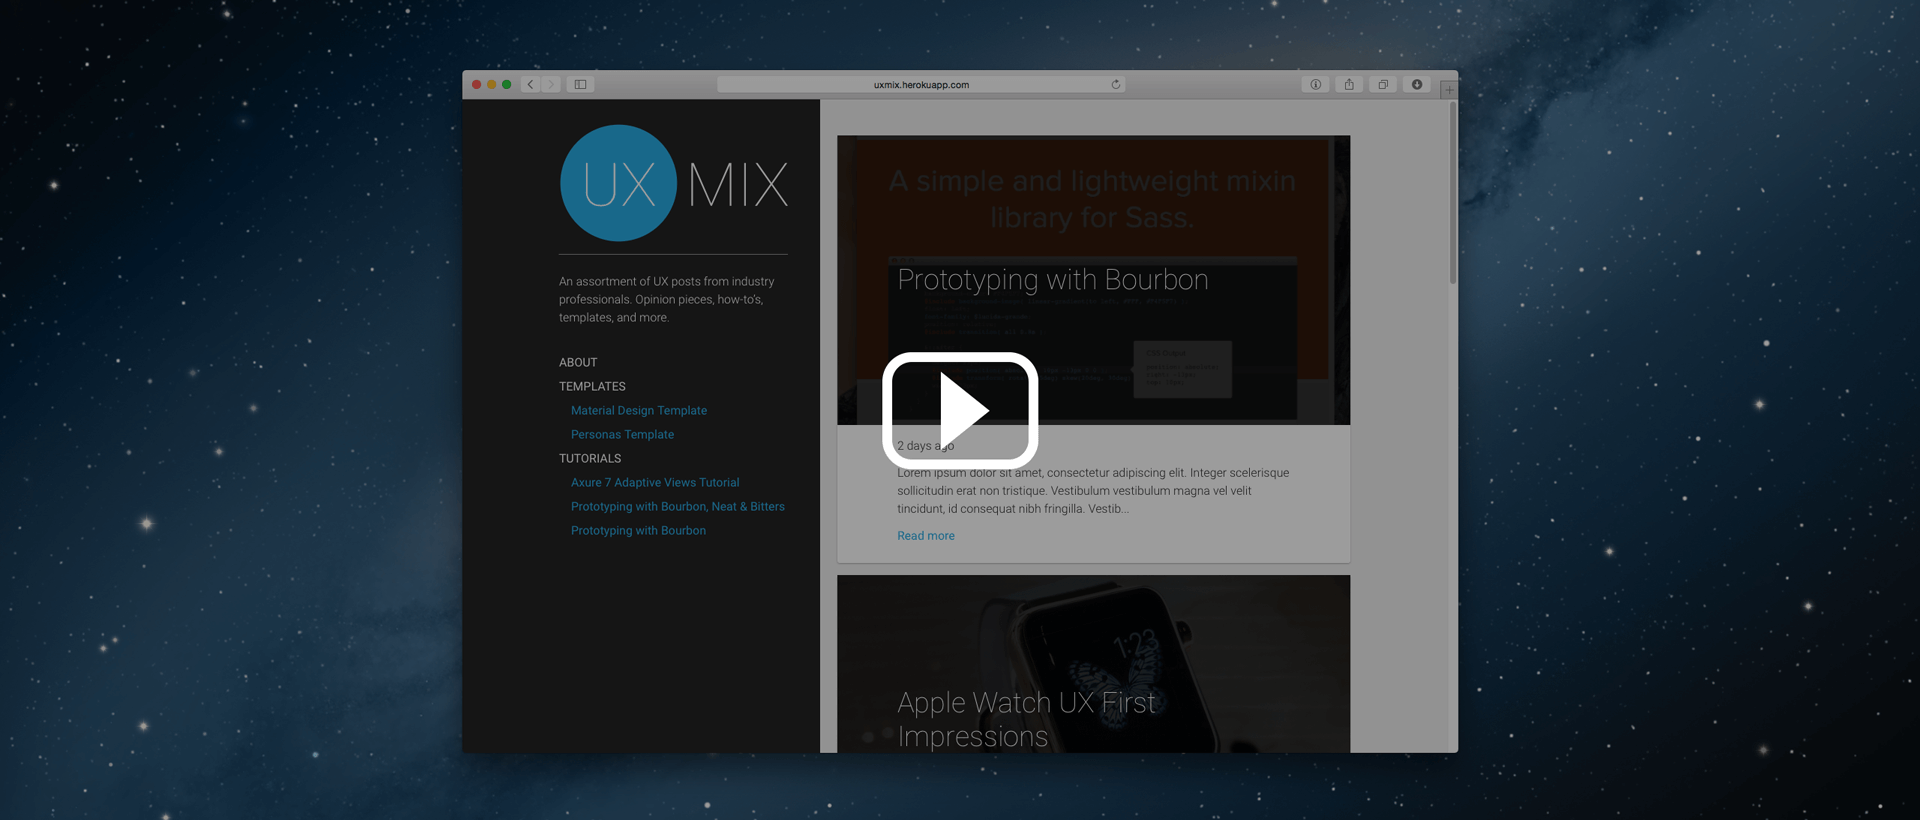 uxmix.herokuapp.com
UX MIX
An assortment of UX posts from industry
professionals. Opinion pieces, how-to's,
templates, and more.
ABOUT
TEMPLATES
Material Design Template
Personas Template
TUTORIALS
Axure 7 Adaptive Views Tutorial
Prototyping with Bourbon, Neat & Bitters
Prototyping with Bourbon
A simple and lightweight mixin
library for Sass.
Prototyping with Bourbon
CSS Output
2 days ago
Lorem ipsum dolor sit amet, consectetur adipiscing elit. Integer scelerisque
sollicitudin erat non tristique. Vestibulum vestibulum magna vel velit
tincidunt, id consequat nibh fringilla. Vestib...
Read more
1:23
Apple Watch UX First
Impressions